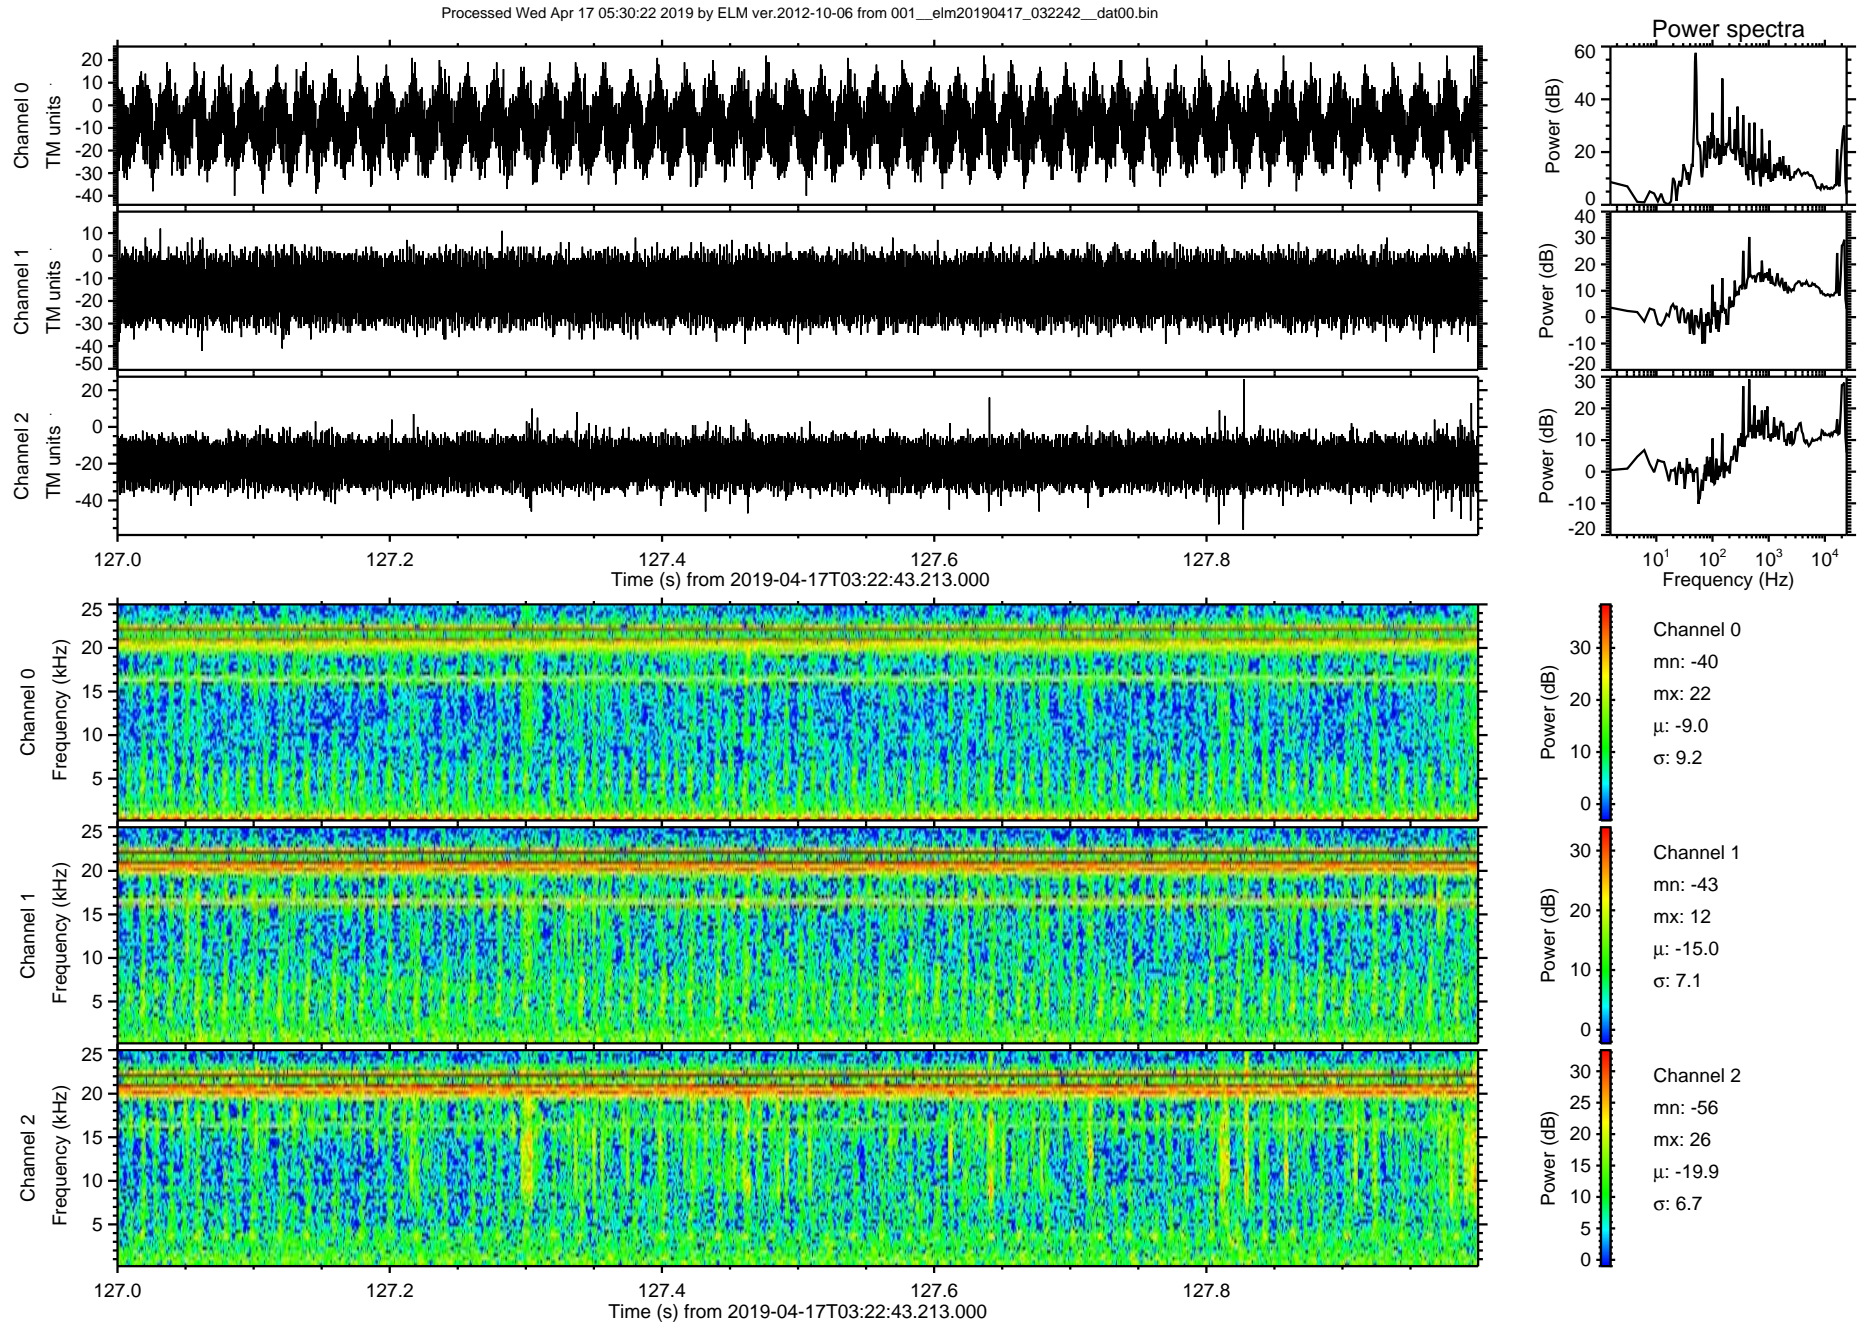 Processed Wed Apr 17 05:30:22 2019 by ELM ver.2012-10-06 from 001__elm20190417_032242__dat00.bin
Power spectra
Channel 0
TM units
20
10
0
-10
-20
-30
-40
Power (dB)
60
40
20
0
Channel 1
TM units
10
0
-10
-20
-30
-40
-50
Power (dB)
40
30
20
10
0
-10
-20
Channel 2
TM units
20
0
-20
-40
Power (dB)
30
20
10
0
-10
-20
127.0 127.2 127.4 127.6 127.8
Time (s) from 2019-04-17T03:22:43.213.000
10¹ 10² 10³ 10⁴
Frequency (Hz)
Channel 0
Frequency (kHz)
25
20
15
10
5
Power (dB)
30
20
10
0
Channel 0
mn: -40
mx: 22
μ: -9.0
σ: 9.2
Channel 1
Frequency (kHz)
25
20
15
10
5
Power (dB)
30
20
10
0
Channel 1
mn: -43
mx: 12
μ: -15.0
σ: 7.1
Channel 2
Frequency (kHz)
25
20
15
10
5
Power (dB)
30
25
20
15
10
5
0
Channel 2
mn: -56
mx: 26
μ: -19.9
σ: 6.7
127.0 127.2 127.4 127.6 127.8
Time (s) from 2019-04-17T03:22:43.213.000